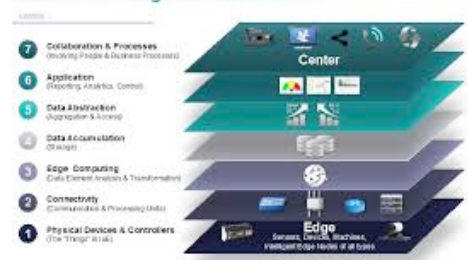 7
Collaboration & Processes
(Involving People & Business Processes)
6
Application
(Reporting, Analytics, Control)
5
Data Abstraction
(Aggregation & Access)
4
Data Accumulation
(Storage)
3
Edge Computing
(Data Element Analysis & Transformation)
2
Connectivity
(Communication & Processing Units)
1
Physical Devices & Controllers
(The "Things" in IoT)
Center
Edge
Sensors, Devices, Machines,
Intelligent Edge Nodes of all types